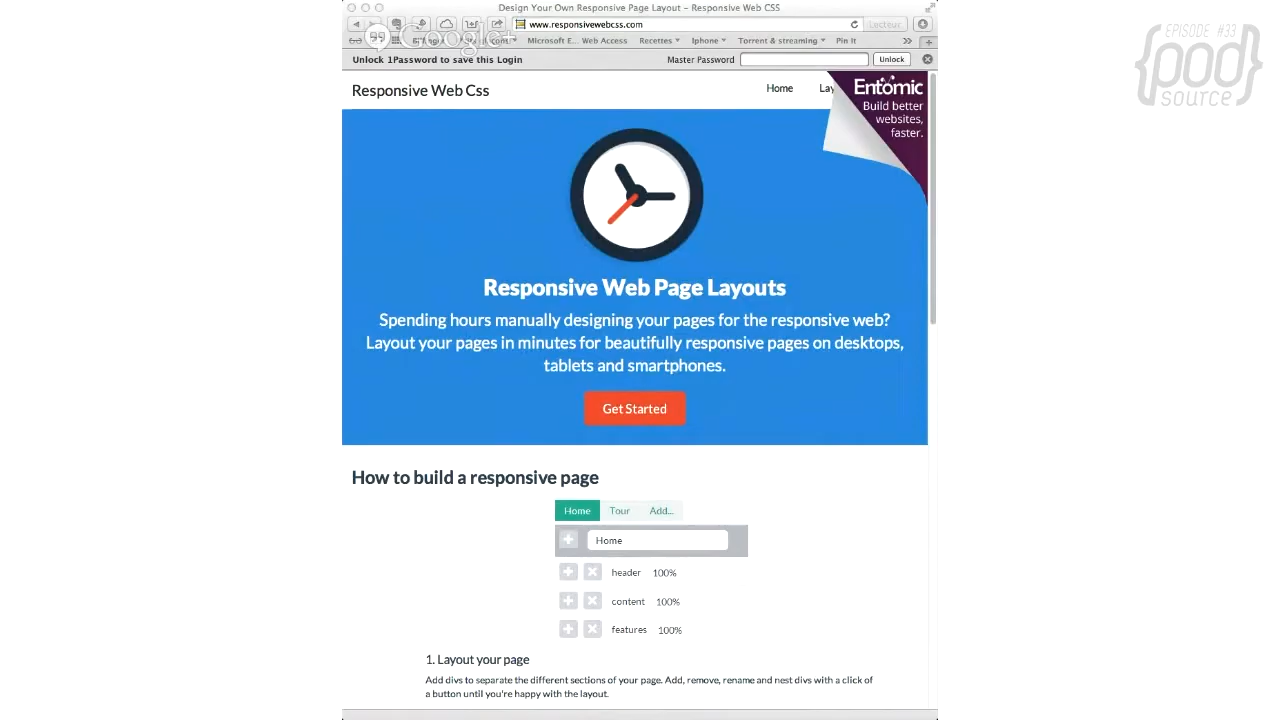 Design Your Own Responsive Page Layout – Responsive Web CSS
www.responsivewebcss.com
Lecteur
Google+
Microsoft E... Web Access Recettes Iphone Torrent & streaming Pin It
Unlock 1Password to save this Login
Master Password
Unlock
EPISODE #33
{pod}
source
Responsive Web Css
Home
Lay
Entomic
Build better
websites,
faster.
Responsive Web Page Layouts
Spending hours manually designing your pages for the responsive web?
Layout your pages in minutes for beautifully responsive pages on desktops,
tablets and smartphones.
Get Started
How to build a responsive page
Home Tour Add...
Home
header 100%
content 100%
features 100%
1. Layout your page
Add divs to separate the different sections of your page. Add, remove, rename and nest divs with a click of
a button until you're happy with the layout.